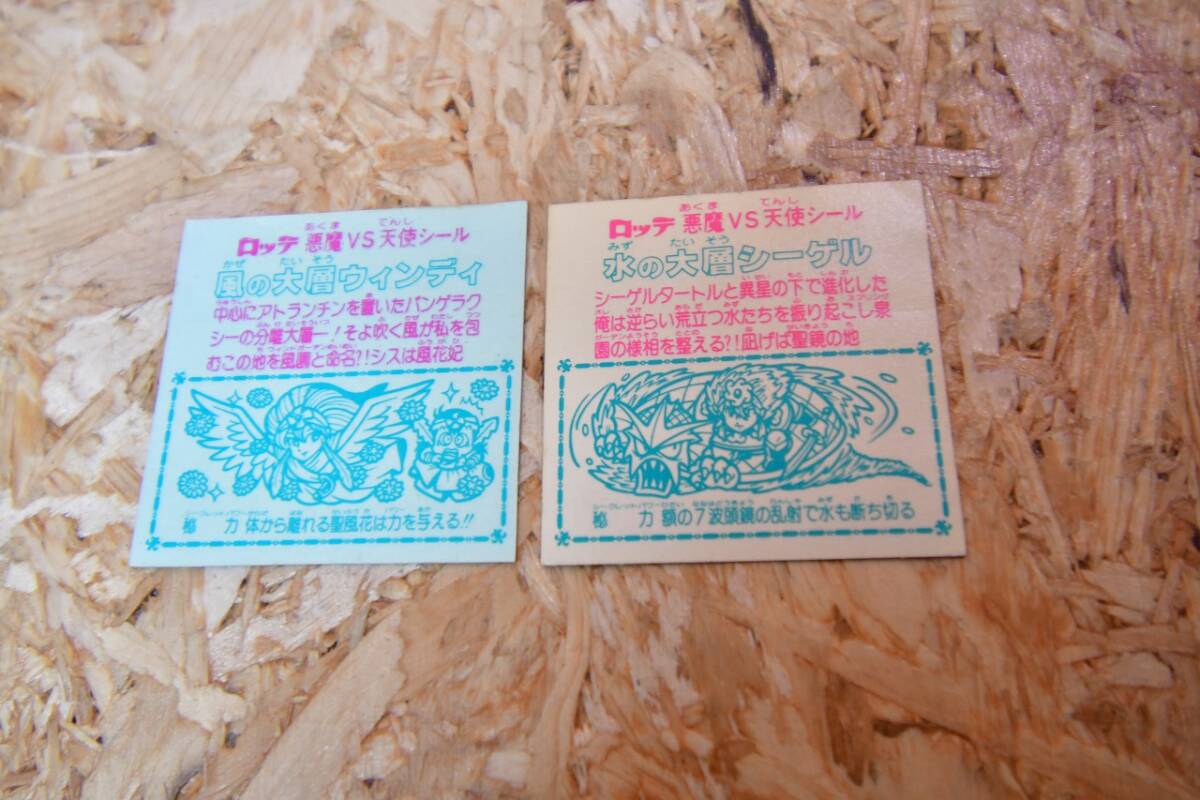 ロッテ 悪魔VS天使シール
あくま てんし
風の大層ウィンディ
かぜ たいそう
中心にアトランチンを置いたパンゲラク
シーの分離大層―!そよ吹く風が私を包
むこの地を風園と命名?!シスは風花妃
秘 力 体から離れる聖風花は力を与える!!
ロッテ 悪魔VS天使シール
あくま てんし
水の大層シーゲル
みず たいそう
シーゲルタートルと異星の下で進化した
俺は逆らい荒立つ水たちを振り起こし泉
園の様相を整える?!凪げば聖鏡の地
秘 力 額の7波頭鏡の乱射で水も断ち切る